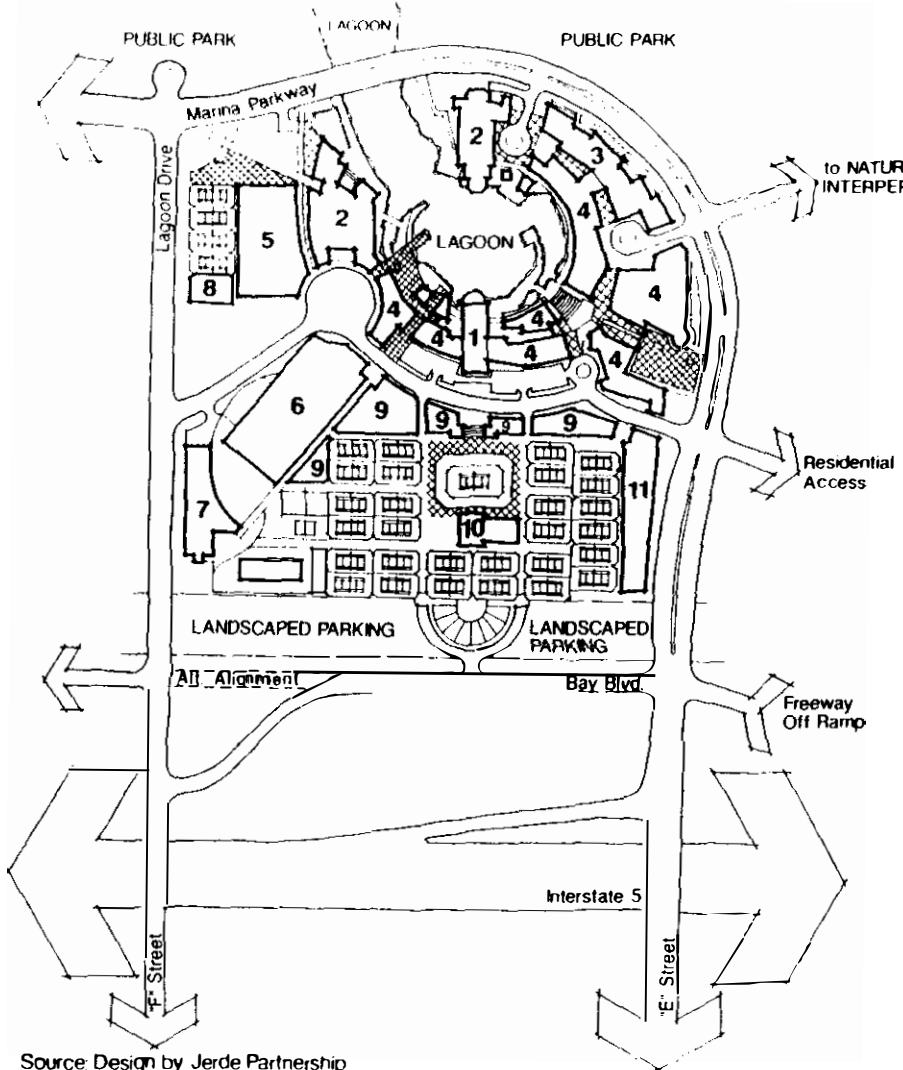 LAGOON
PUBLIC PARK
PUBLIC PARK
Marina Parkway
2
3
to NATUR
INTERPER
Lagoon Drive
4
5
2
LAGOON
8
4
4
4
1
4
4
4
6
9
9
9
9
9
Residential
Access
11
7
10
LANDSCAPED PARKING
LANDSCAPED
PARKING
Alt Alignment
Bay Blvd.
Freeway
Off Ramp
Interstate 5
"F" Street
"E" Street
Source: Design by Jerde Partnership